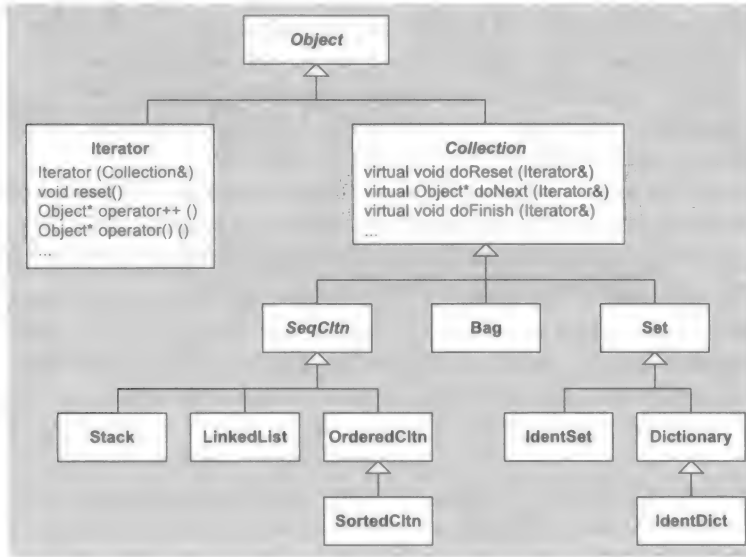 Object
Iterator
Iterator (Collection&)
void reset()
Object* operator++ ()
Object* operator() ()
...
Collection
virtual void doReset (Iterator&)
virtual Object* doNext (Iterator&)
virtual void doFinish (Iterator&)
...
SeqCltn
Bag
Set
Stack
LinkedList
OrderedCltn
IdentSet
Dictionary
SortedCltn
IdentDict